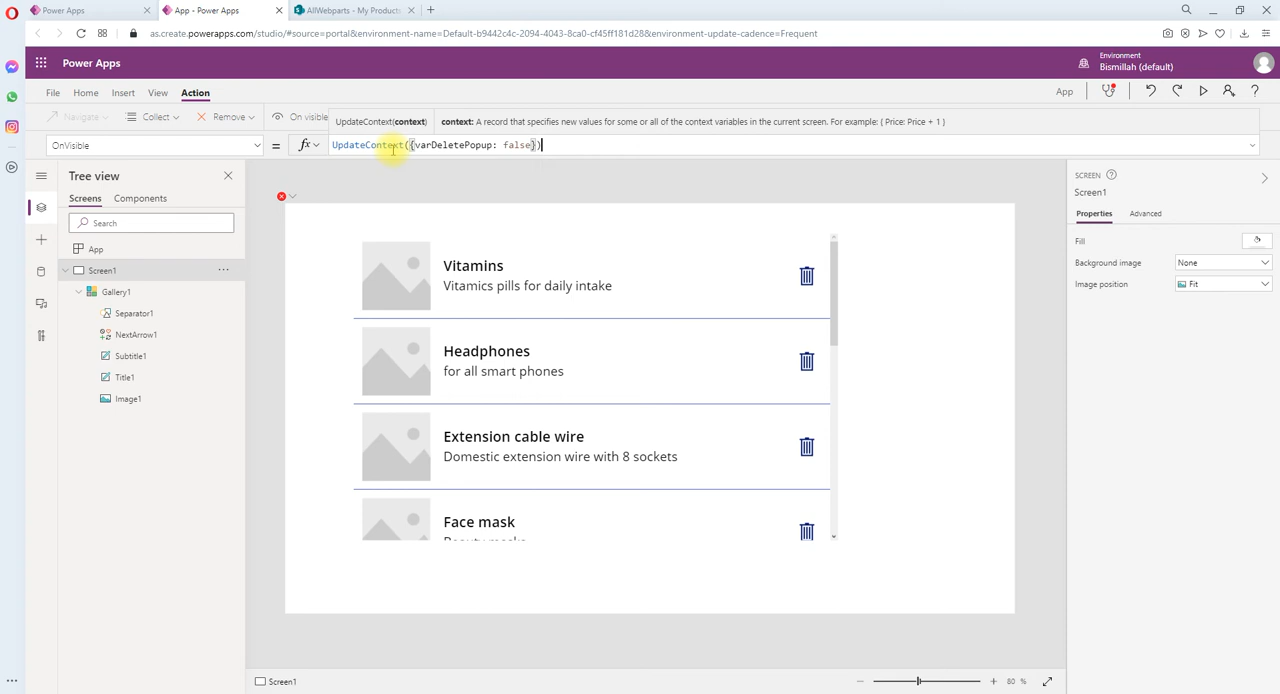 Power Apps
App - Power Apps
AllWebparts - My Product
as.create.powerapps.com/studio/#source=portal&environment-name=Default-b9442c4c-2094-4043-8ca0-cf45ff181d28&environment-update-cadence=Frequent
Power Apps
Environment
Bismillah (default)
File
Home
Insert
View
Action
App
Navigate
Collect
Remove
On visible
UpdateContext(context)
context: A record that specifies new values for some or all of the context variables in the current screen. For example: { Price: Price + 1 }
OnVisible
=
fx
UpdateContext({varDeletePopup: false})
Tree view
Screens
Components
Search
App
Screen1
Gallery1
Separator1
NextArrow1
Subtitle1
Title1
Image1
Vitamins
Vitamics pills for daily intake
Headphones
for all smart phones
Extension cable wire
Domestic extension wire with 8 sockets
Face mask
SCREEN
Screen1
Properties
Advanced
Fill
Background image
None
Image position
Fit
Screen1
80 %